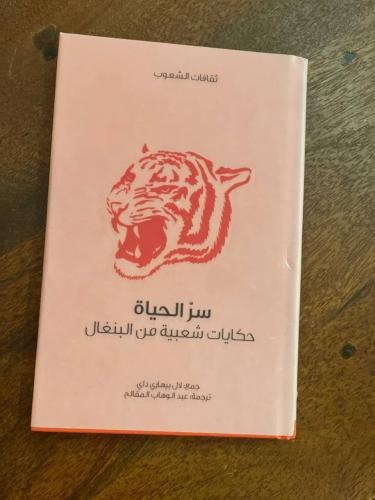 ثقافات الشعوب
سرّ الحياة
حكايات شعبية من البنغال
جمع: لال بيهاري داي
ترجمة: عبد الوهاب المقالح